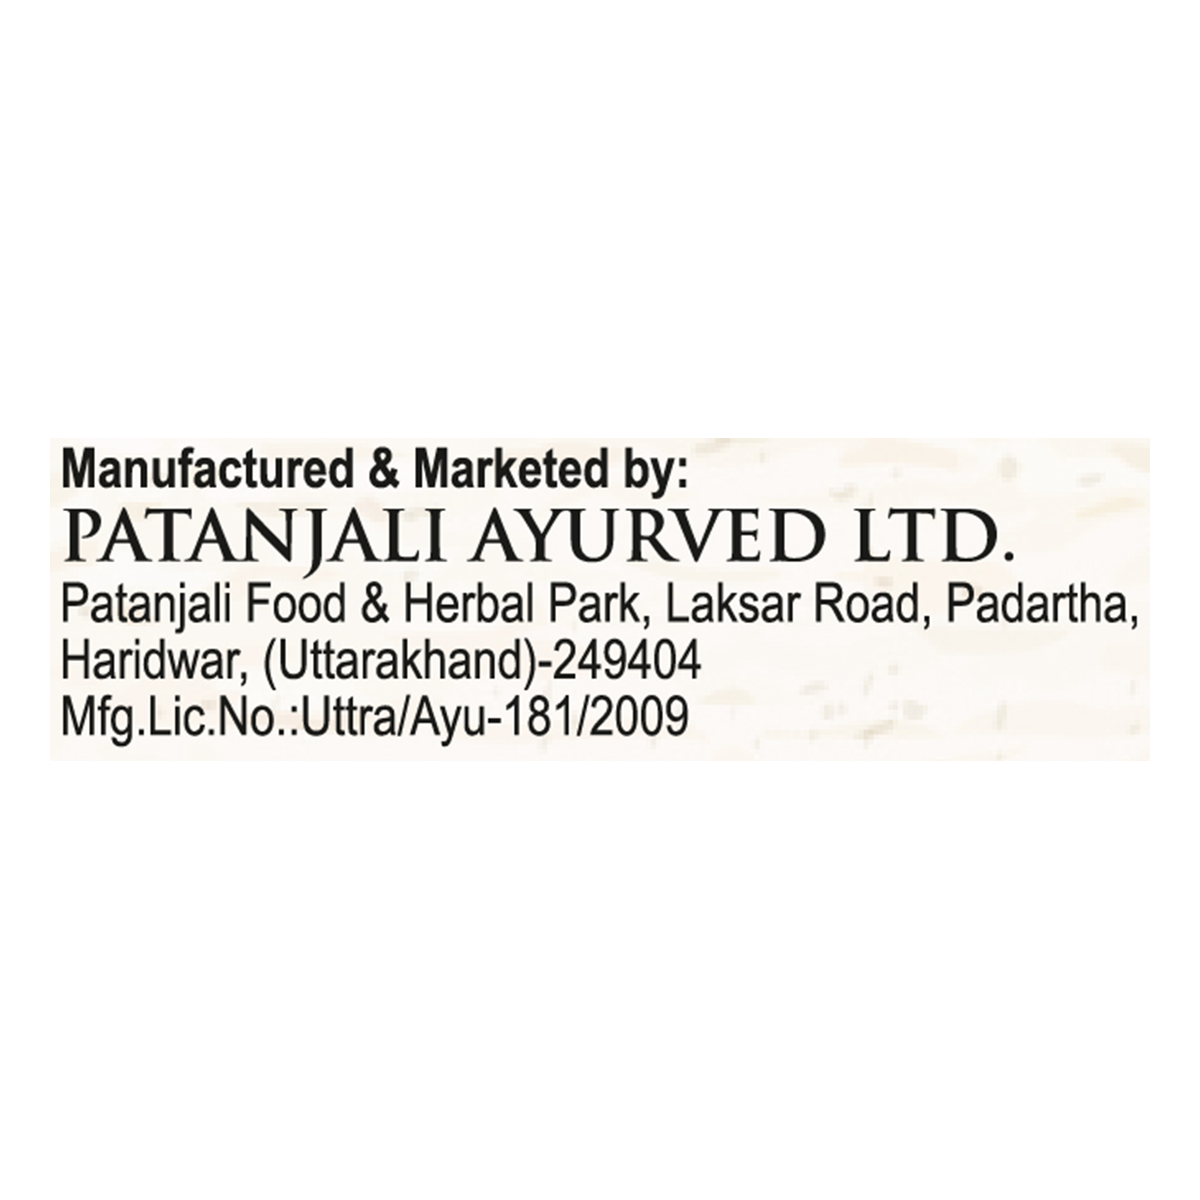 Manufactured & Marketed by:
PATANJALI AYURVED LTD.
Patanjali Food & Herbal Park, Laksar Road, Padartha,
Haridwar, (Uttarakhand)-249404
Mfg.Lic.No.:Uttra/Ayu-181/2009